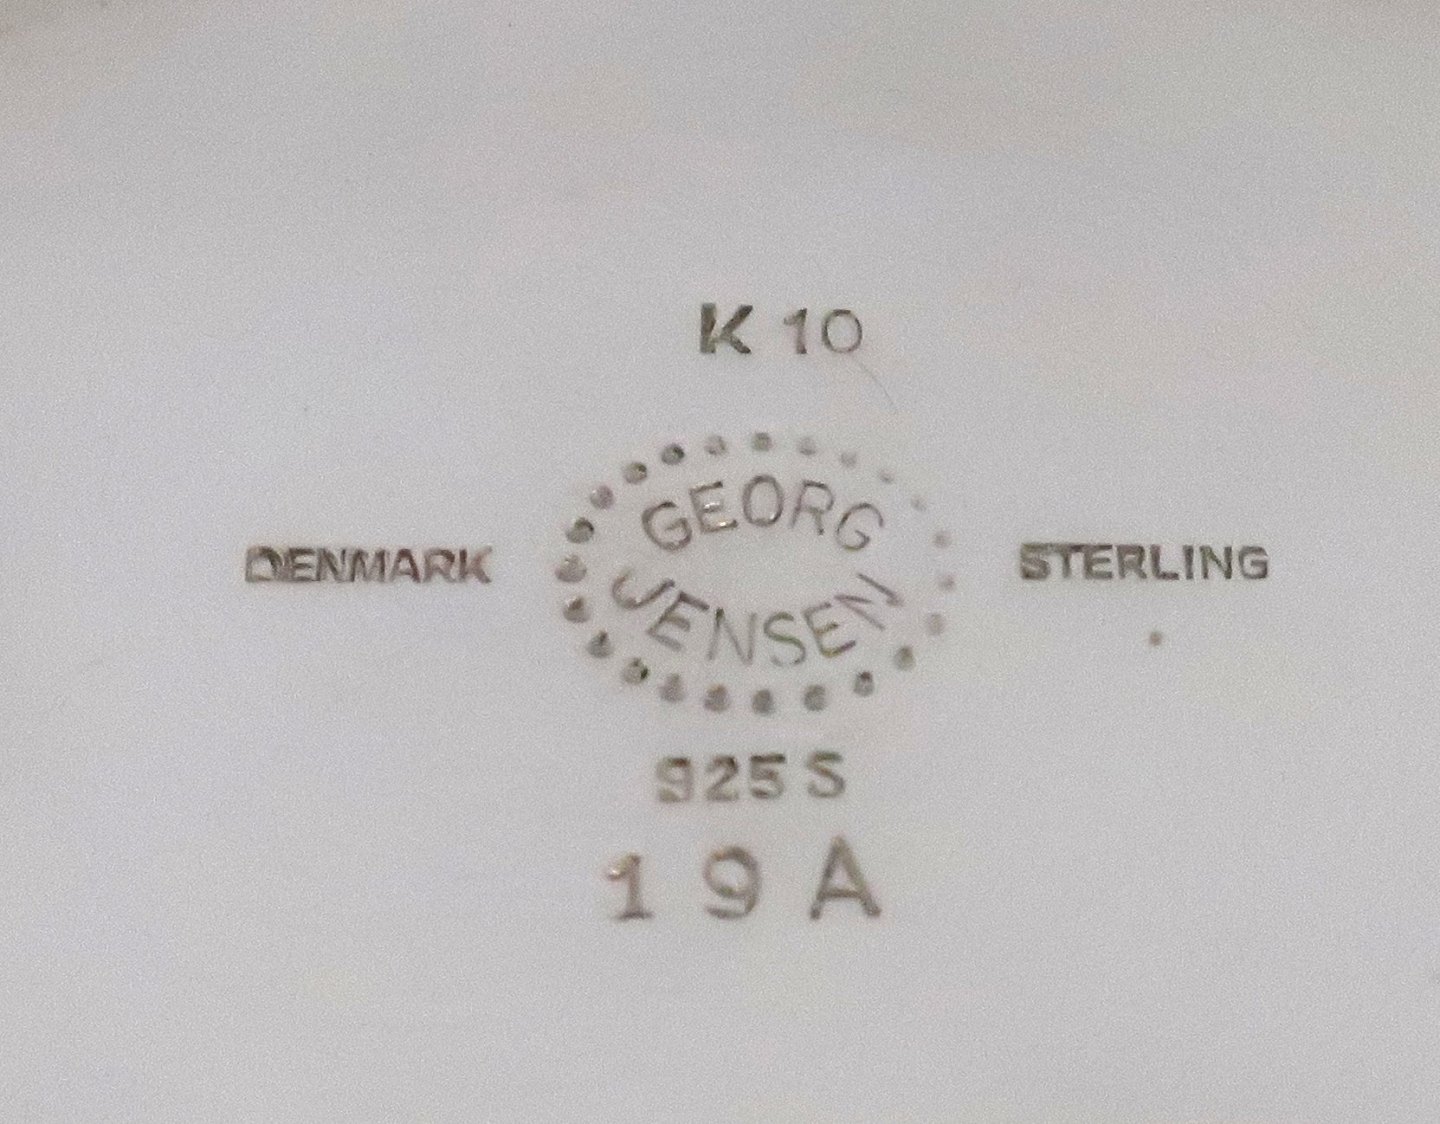 K 10
GEORG
DENMARK
STERLING
JENSEN
925 S
19 A